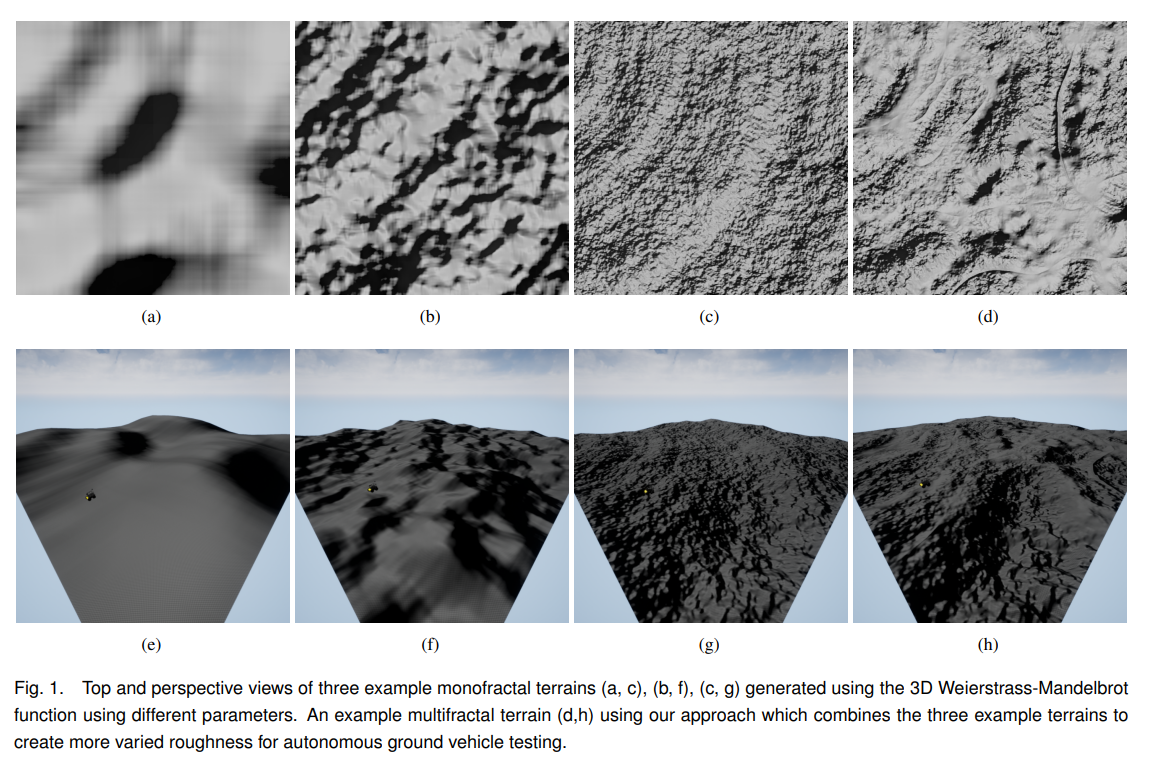 (a) (b) (c) (d)
(e) (f) (g) (h)
Fig. 1. Top and perspective views of three example monofractal terrains (a, c), (b, f), (c, g) generated using the 3D Weierstrass-Mandelbrot
function using different parameters. An example multifractal terrain (d,h) using our approach which combines the three example terrains to
create more varied roughness for autonomous ground vehicle testing.